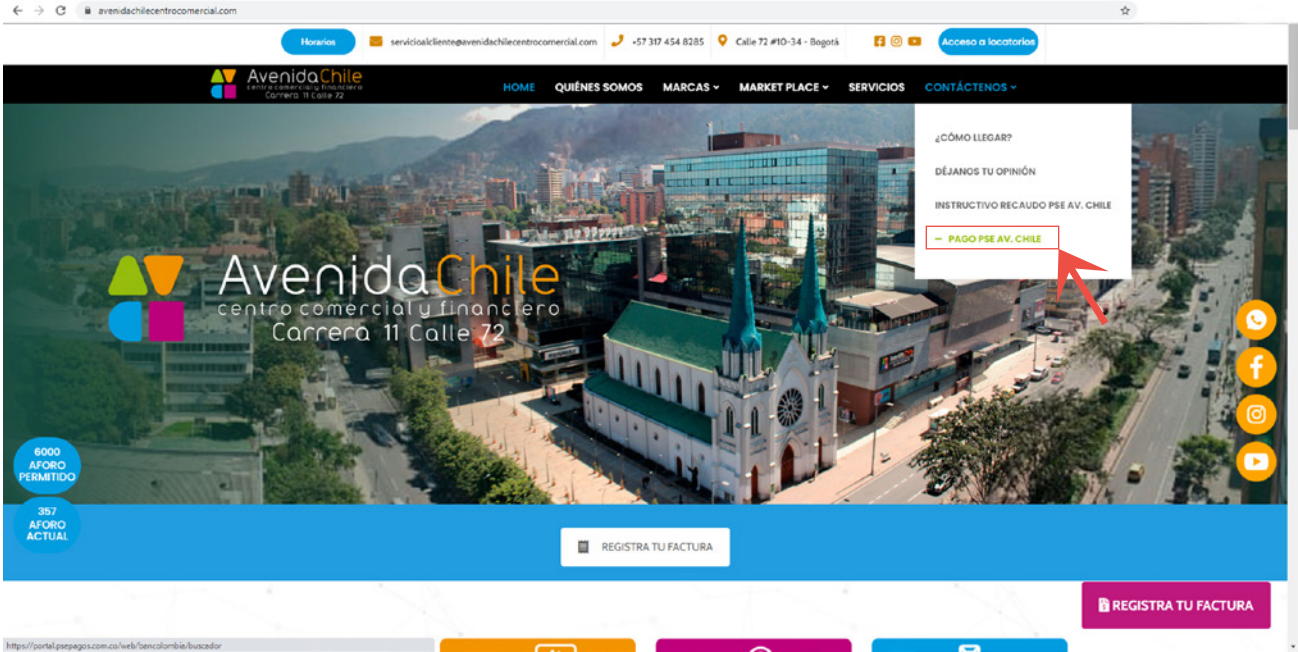 avenidachilecentrocomercial.com
Horarios
servicioalcliente@avenidachilecentrocomercial.com
+57 317 454 8285
Calle 72 #10-34 - Bogotá
Acceso a locatarios
AvenidaChile
centro comercial y financiero
Carrera 11 Calle 72
HOME
QUIÉNES SOMOS
MARCAS
MARKET PLACE
SERVICIOS
CONTÁCTENOS
¿CÓMO LLEGAR?
DÉJANOS TU OPINIÓN
INSTRUCTIVO RECAUDO PSE AV. CHILE
– PAGO PSE AV. CHILE
AvenidaChile
centro comercial y financiero
Carrera 11 Calle 72
6000
AFORO
PERMITIDO
357
AFORO
ACTUAL
REGISTRA TU FACTURA
REGISTRA TU FACTURA
https://portal.psepagos.com.co/web/bancolombia/buscador